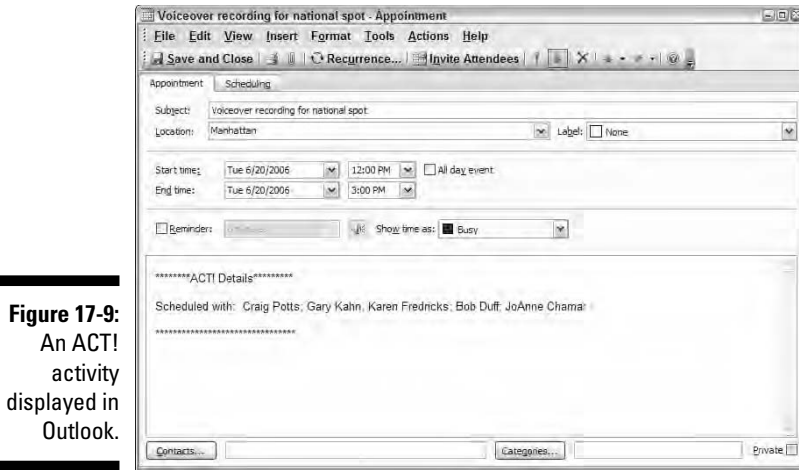 Voiceover recording for national spot - Appointment
File Edit View Insert Format Tools Actions Help
Save and Close Recurrence... Invite Attendees
Appointment Scheduling
Subject: Voiceover recording for national spot
Location: Manhattan Label: None
Start time: Tue 6/20/2006 12:00 PM All day event
End time: Tue 6/20/2006 3:00 PM
Reminder: Show time as: Busy
********ACT! Details*********
Scheduled with: Craig Potts; Gary Kahn; Karen Fredricks; Bob Duff; JoAnne Chamar
******************************
Contacts... Categories... Private
Figure 17-9:
An ACT!
activity
displayed in
Outlook.